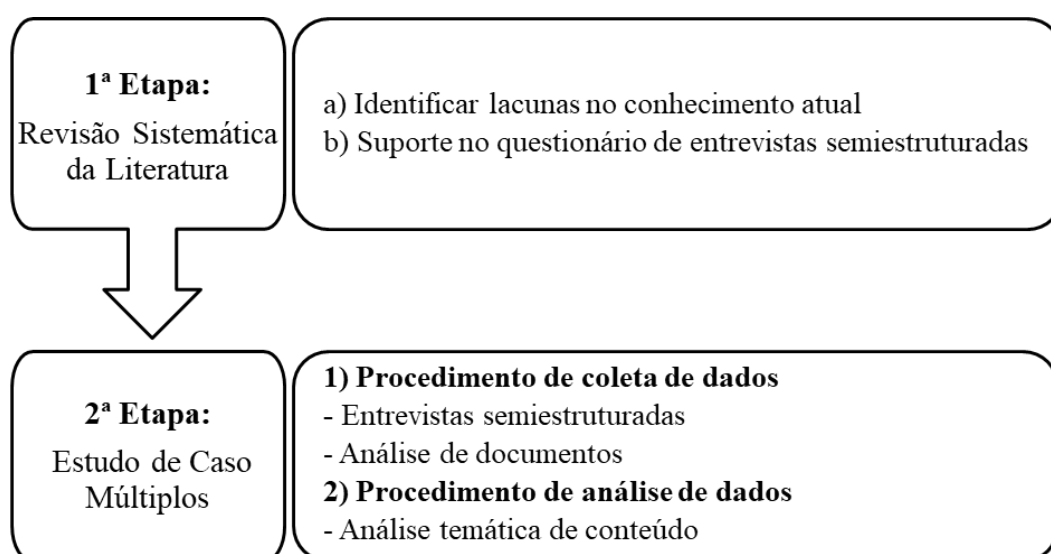 1ª Etapa:
Revisão Sistemática
da Literatura
a) Identificar lacunas no conhecimento atual
b) Suporte no questionário de entrevistas semiestruturadas
2ª Etapa:
Estudo de Caso
Múltiplos
1) Procedimento de coleta de dados
- Entrevistas semiestruturadas
- Análise de documentos
2) Procedimento de análise de dados
- Análise temática de conteúdo